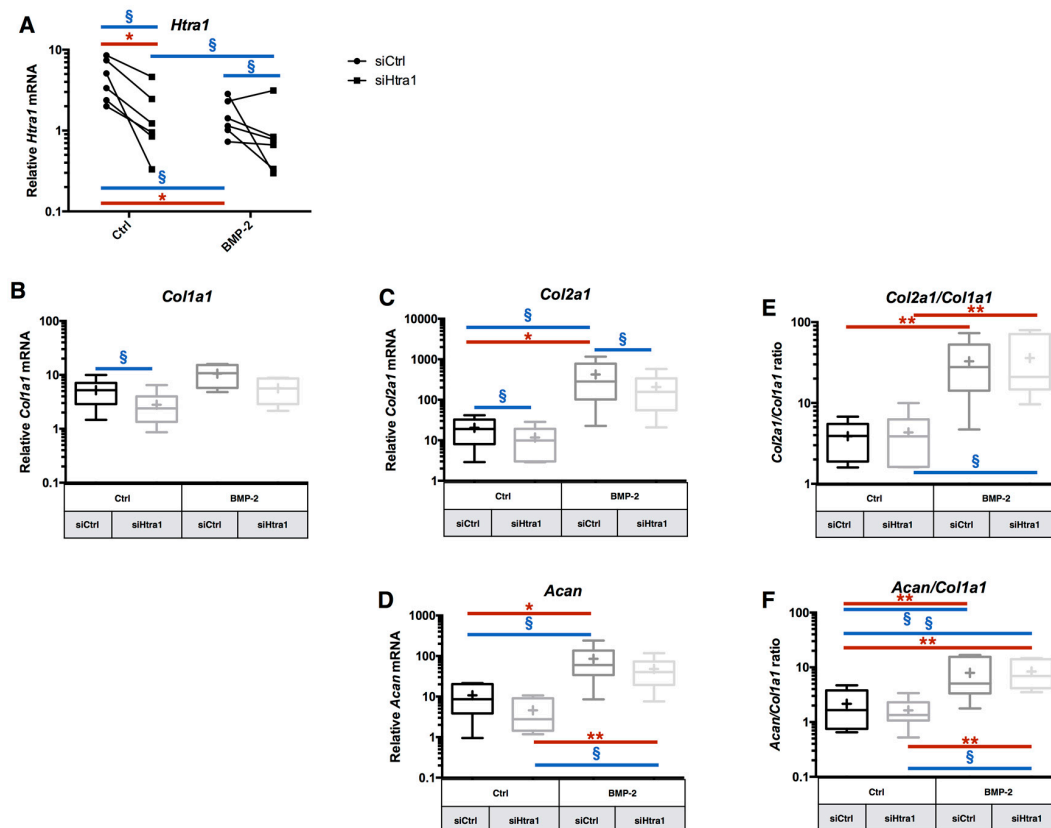 A
§
Htra1
*
§
§
siCtrl
siHtra1
Relative Htra1 mRNA
10
1
0.1
§
*
Ctrl
BMP-2
B
Col1a1
Relative Col1a1 mRNA
100
10
1
0.1
§
Ctrl BMP-2
siCtrl siHtra1 siCtrl siHtra1
C
Col2a1
Relative Col2a1 mRNA
10000
1000
100
10
1
§
*
§
§
Ctrl BMP-2
siCtrl siHtra1 siCtrl siHtra1
E
Col2a1/Col1a1
Col2a1/Col1a1 ratio
100
10
1
**
**
§
Ctrl BMP-2
siCtrl siHtra1 siCtrl siHtra1
D
Acan
Relative Acan mRNA
1000
100
10
1
0.1
*
§
**
§
Ctrl BMP-2
siCtrl siHtra1 siCtrl siHtra1
F
Acan/Col1a1
Acan/Col1a1 ratio
100
10
1
0.1
**
§ §
**
**
§
Ctrl BMP-2
siCtrl siHtra1 siCtrl siHtra1